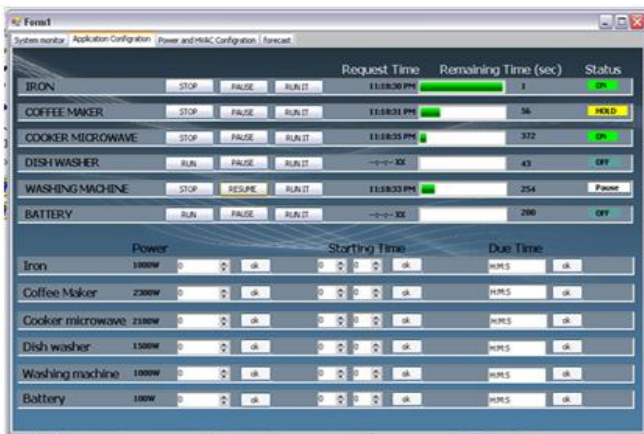 Form1
System monitor Application Configration Power and HVAC Configration forecast
Request Time Remaining Time (sec) Status
IRON STOP PAUSE RUN IT 11:18:30 PM 1 ON
COFFEE MAKER STOP PAUSE RUN IT 11:18:31 PM 56 HOLD
COOKER MICROWAVE STOP PAUSE RUN IT 11:18:35 PM 372 ON
DISH WASHER RUN PAUSE RUN IT --:--:-- XX 43 OFF
WASHING MACHINE STOP RESUME RUN IT 11:18:33 PM 254 Pause
BATTERY RUN PAUSE RUN IT --:--:-- XX 200 OFF
Power Starting Time Due Time
Iron 1000W 0 ok 0 0 ok H:M:S ok
Coffee Maker 2300W 0 ok 0 0 ok H:M:S ok
Cooker microwave 2100W 0 ok 0 0 ok H:M:S ok
Dish washer 1500W 0 ok 0 0 ok H:M:S ok
Washing machine 1000W 0 ok 0 0 ok H:M:S ok
Battery 100W 0 ok 0 0 ok H:M:S ok